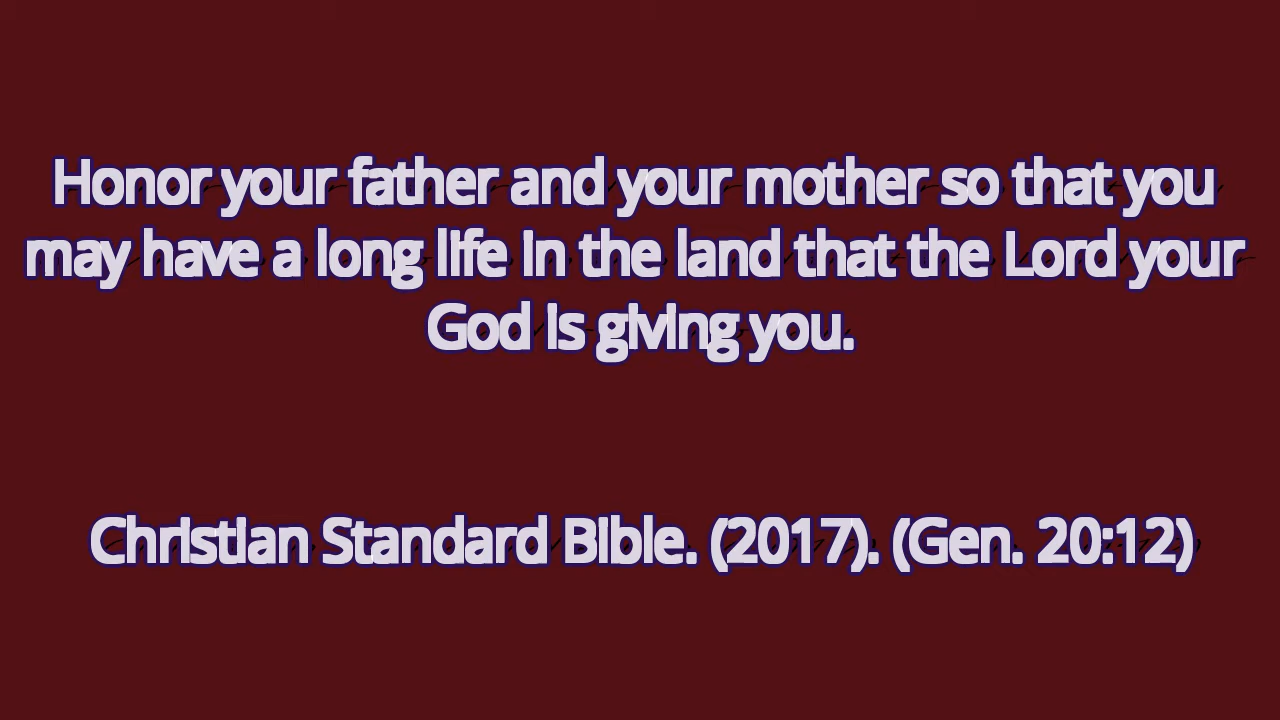 Honor your father and your mother so that you
may have a long life in the land that the Lord your
God is giving you.
Christian Standard Bible. (2017). (Gen. 20:12)